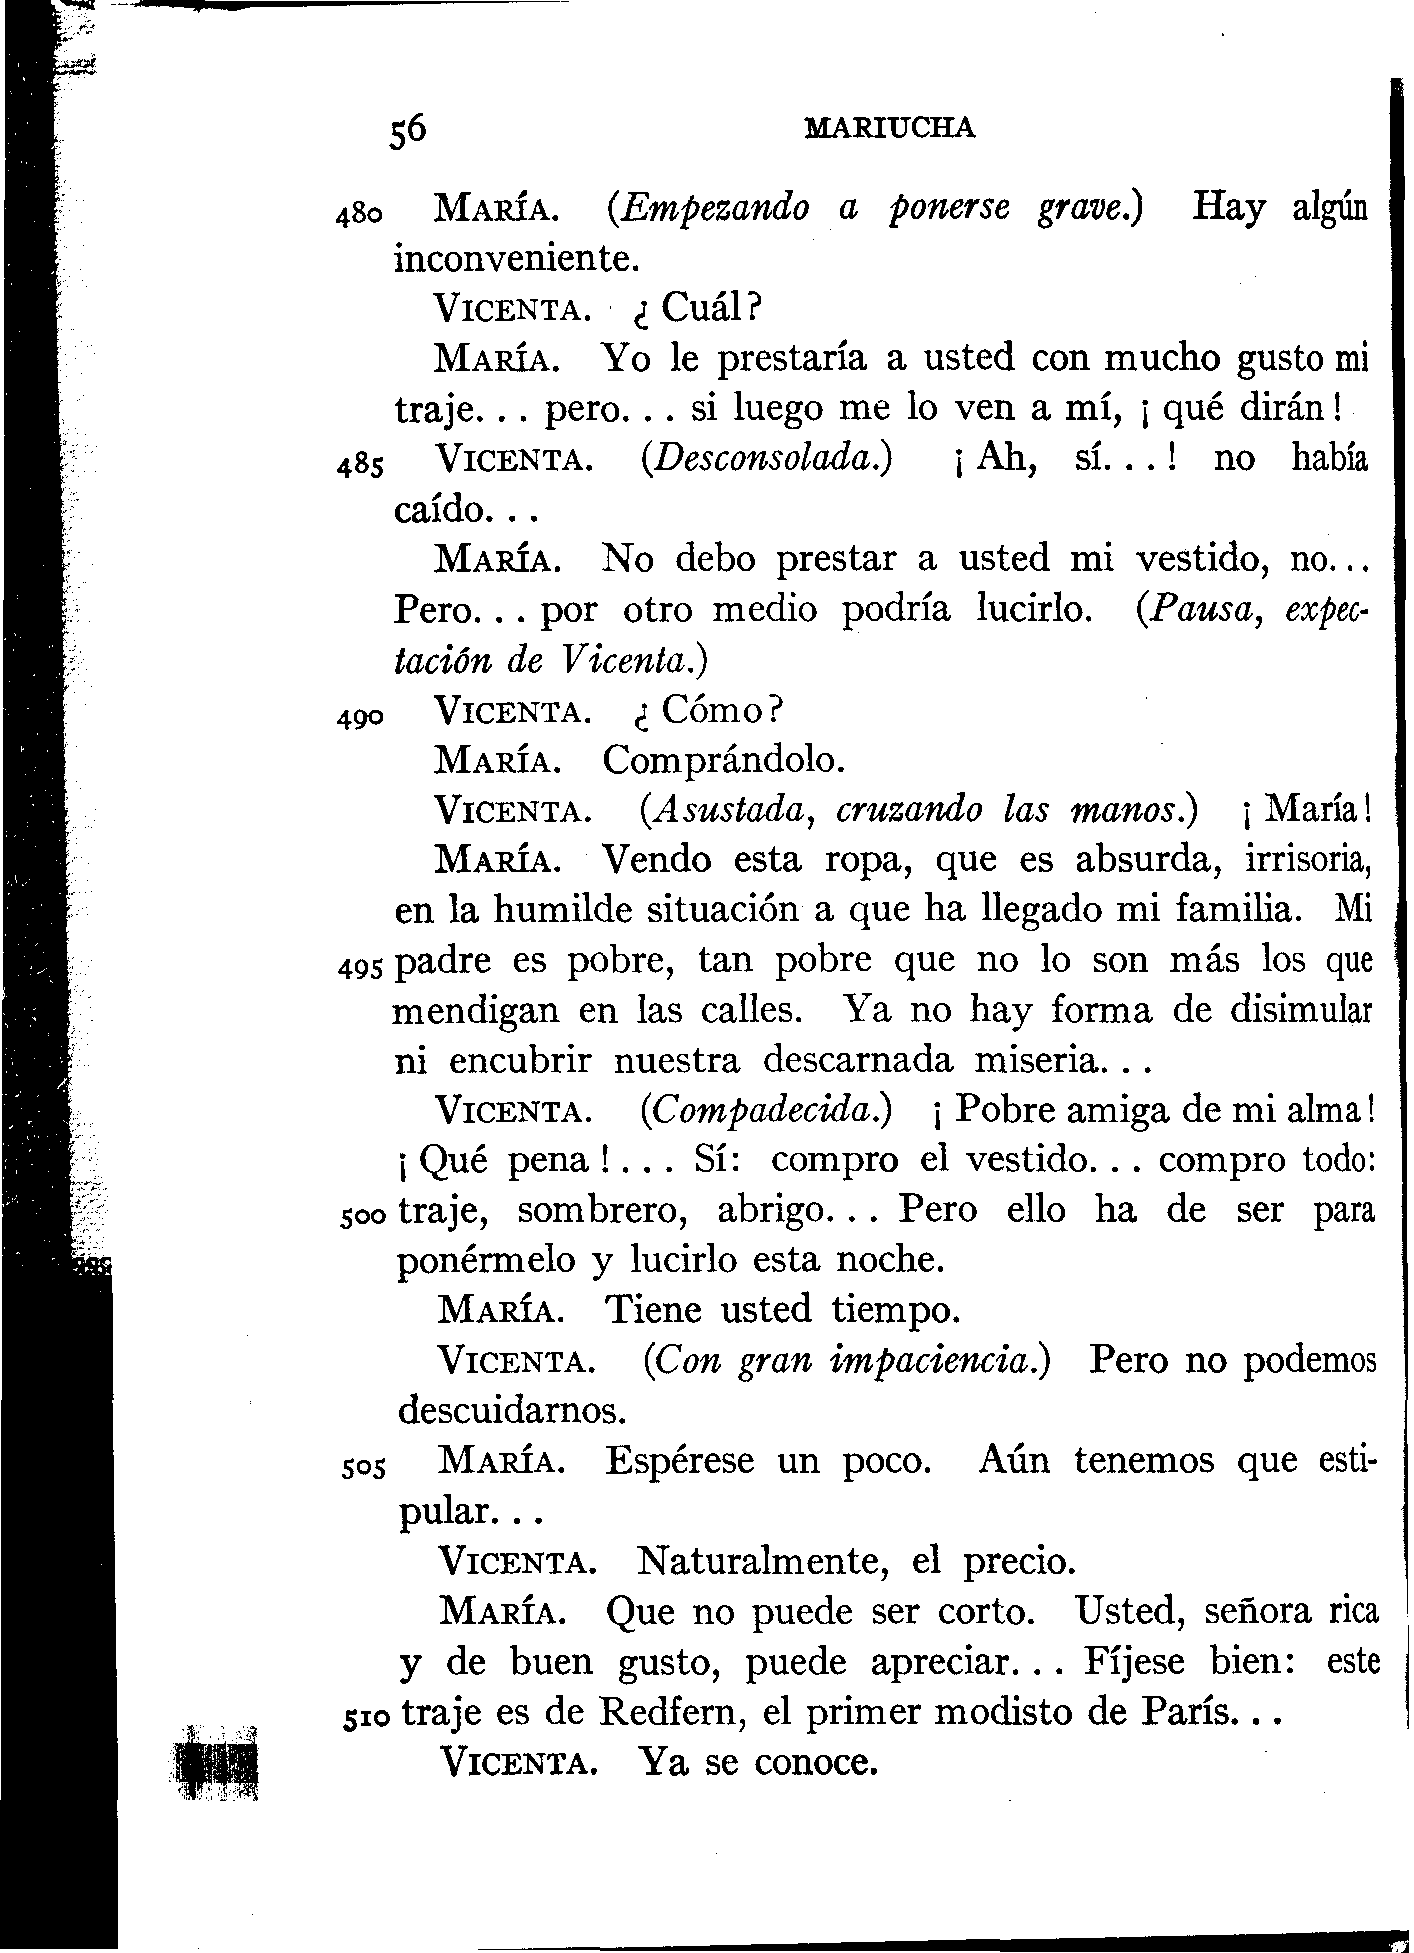 56 MARIUCHA
480 MARÍA. (Empezando a ponerse grave.) Hay algún
inconveniente.
VICENTA. ¿ Cuál?
MARÍA. Yo le prestaría a usted con mucho gusto mi
traje. . . pero. . . si luego me lo ven a mí, ¡ qué dirán !
485 VICENTA. (Desconsolada.) ¡ Ah, sí. . . ! no había
caído. . .
MARÍA. No debo prestar a usted mi vestido, no. . .
Pero. . . por otro medio podría lucirlo. (Pausa, expec-
tación de Vicenta.)
490 VICENTA. ¿ Cómo?
MARÍA. Comprándolo.
VICENTA. (Asustada, cruzando las manos.) ¡ María!
MARÍA. Vendo esta ropa, que es absurda, irrisoria,
en la humilde situación a que ha llegado mi familia. Mi
495 padre es pobre, tan pobre que no lo son más los que
mendigan en las calles. Ya no hay forma de disimular
ni encubrir nuestra descarnada miseria. . .
VICENTA. (Compadecida.) ¡ Pobre amiga de mi alma!
¡ Qué pena ! . . . Sí: compro el vestido. . . compro todo:
500 traje, sombrero, abrigo. . . Pero ello ha de ser para
ponérmelo y lucirlo esta noche.
MARÍA. Tiene usted tiempo.
VICENTA. (Con gran impaciencia.) Pero no podemos
descuidarnos.
505 MARÍA. Espérese un poco. Aún tenemos que esti-
pular. . .
VICENTA. Naturalmente, el precio.
MARÍA. Que no puede ser corto. Usted, señora rica
y de buen gusto, puede apreciar. . . Fíjese bien: este
510 traje es de Redfern, el primer modisto de París. . .
VICENTA. Ya se conoce.